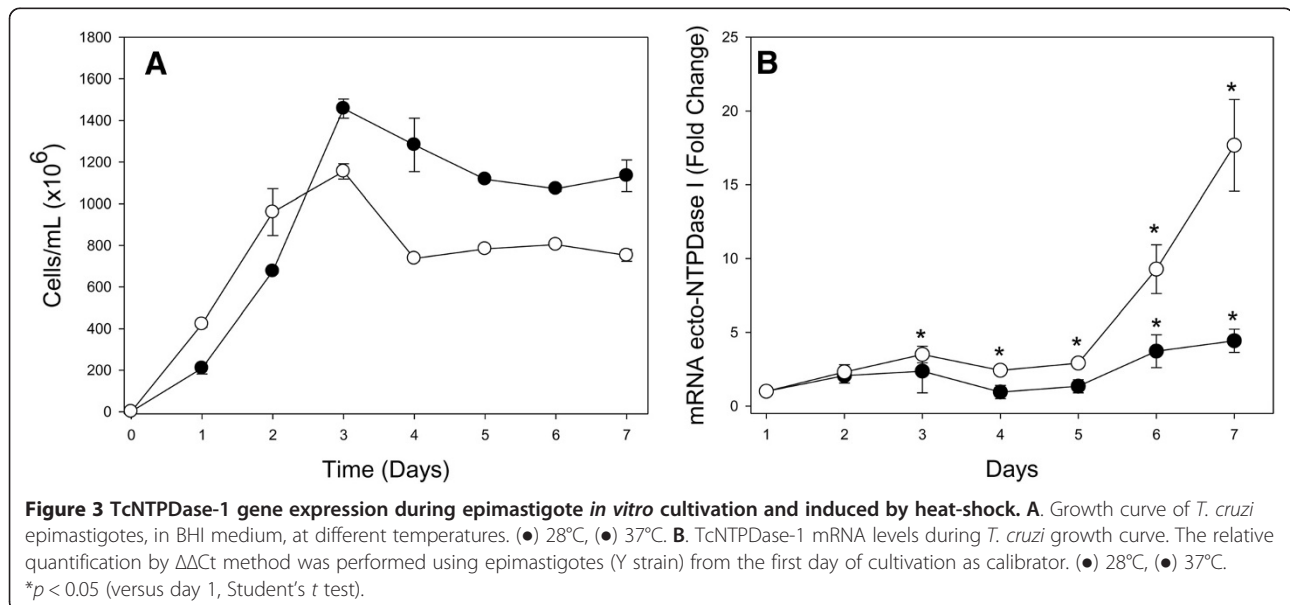 A
1800
1600
1400
1200
1000
800
600
400
200
0
Cells/mL (x10⁶)
0 1 2 3 4 5 6 7
Time (Days)
B
25
20
15
10
5
0
mRNA ecto-NTPDase I (Fold Change)
* * * * * * *
1 2 3 4 5 6 7
Days
Figure 3 TcNTPDase-1 gene expression during epimastigote in vitro cultivation and induced by heat-shock. A. Growth curve of T. cruzi
epimastigotes, in BHI medium, at different temperatures. (●) 28°C, (●) 37°C. B. TcNTPDase-1 mRNA levels during T. cruzi growth curve. The relative
quantification by ΔΔCt method was performed using epimastigotes (Y strain) from the first day of cultivation as calibrator. (●) 28°C, (●) 37°C.
*p < 0.05 (versus day 1, Student's t test).